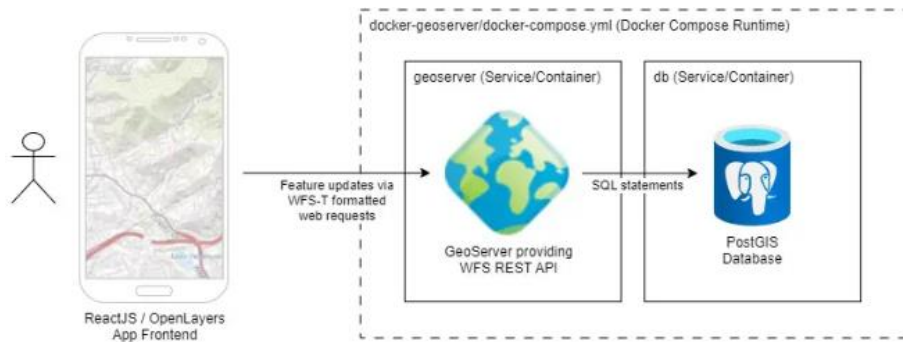 docker-geoserver/docker-compose.yml (Docker Compose Runtime)
geoserver (Service/Container)
db (Service/Container)
Feature updates via
WFS-T formatted
web requests
SQL statements
GeoServer providing
WFS REST API
PostGIS
Database
ReactJS / OpenLayers
App Frontend